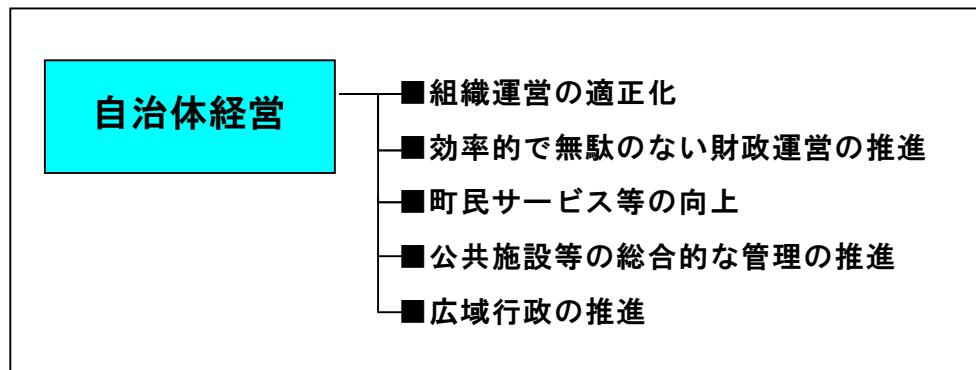 自治体経営
■組織運営の適正化
■効率的で無駄のない財政運営の推進
■町民サービス等の向上
■公共施設等の総合的な管理の推進
■広域行政の推進